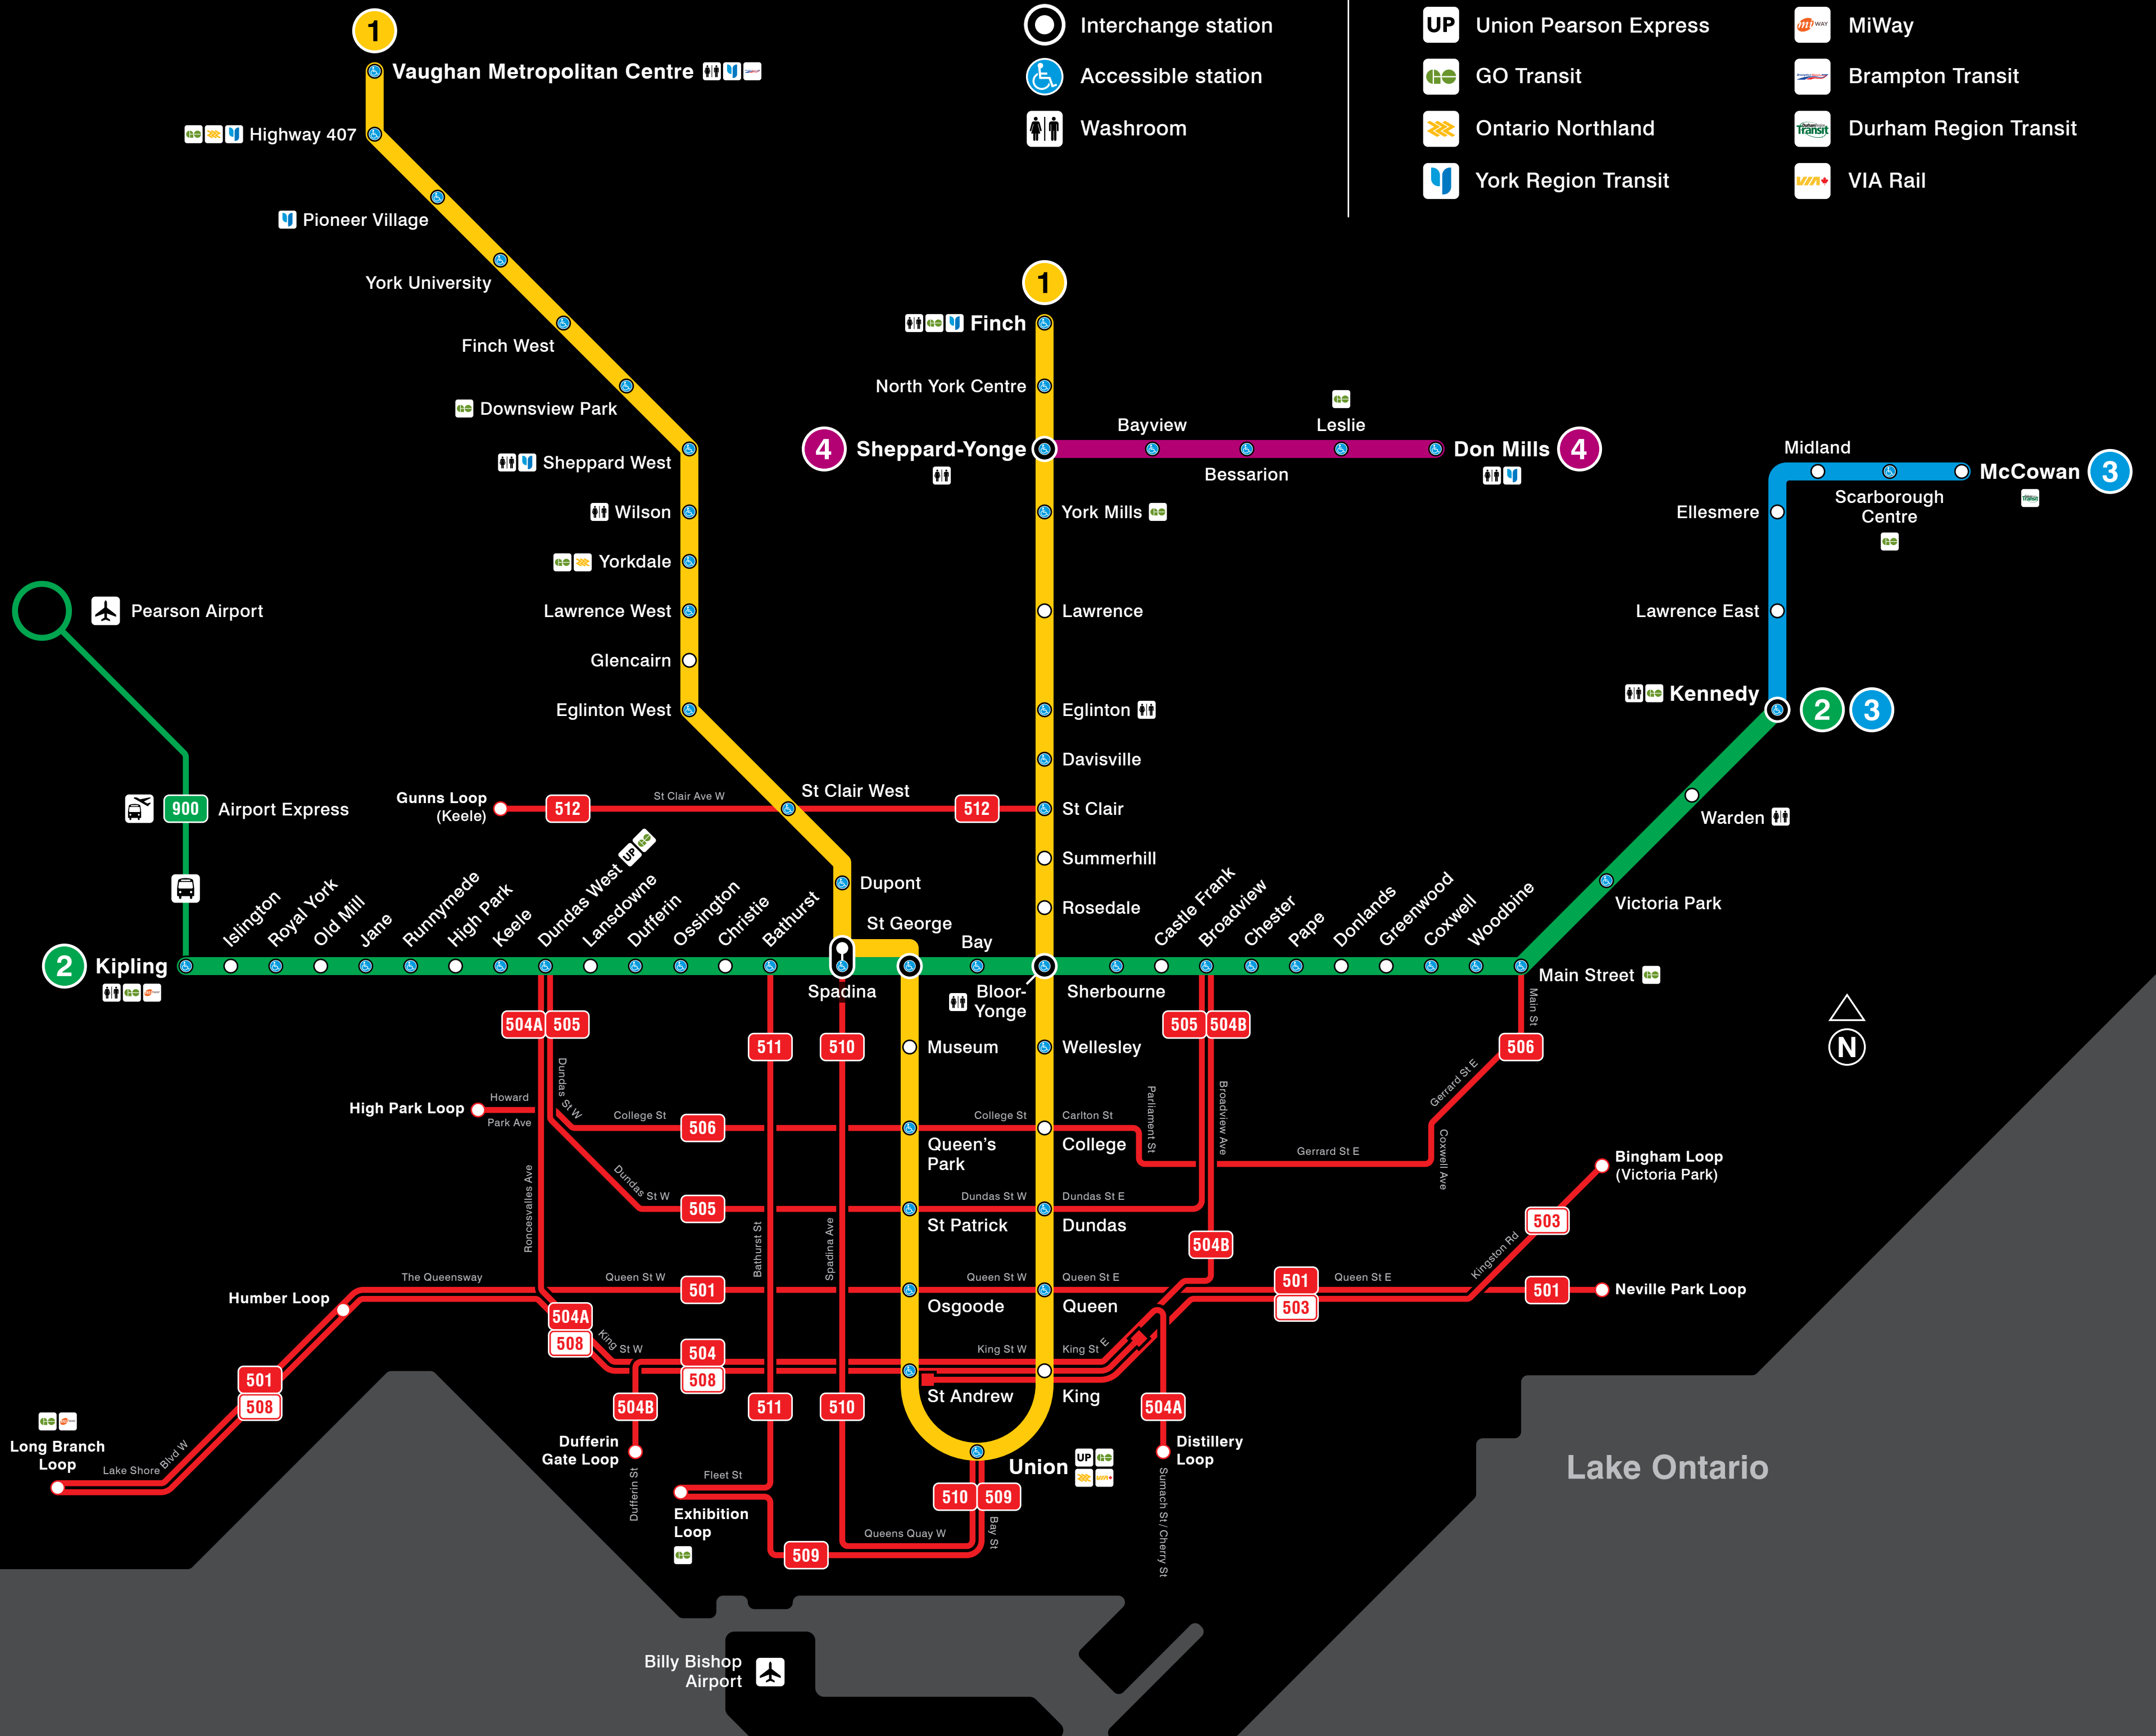 1
Vaughan Metropolitan Centre
Highway 407
Pioneer Village
York University
Finch West
Downsview Park
Sheppard West
Wilson
Yorkdale
Lawrence West
Glencairn
Eglinton West
St Clair West
Dupont
St George
Spadina
Interchange station
Accessible station
Washroom
UP
Union Pearson Express
GO Transit
Ontario Northland
York Region Transit
MiWay
Brampton Transit
Durham Region Transit
VIA Rail
1
Finch
North York Centre
4
Sheppard-Yonge
Bayview
Bessarion
Leslie
Don Mills
4
York Mills
Lawrence
Eglinton
Davisville
St Clair
Summerhill
Rosedale
Midland
McCowan
3
Scarborough
Centre
Ellesmere
Lawrence East
Kennedy
2
3
Warden
Victoria Park
Main Street
Pearson Airport
900
Airport Express
Gunns Loop
(Keele)
512
St Clair Ave W
512
2
Kipling
Islington
Royal York
Old Mill
Jane
Runnymede
High Park
Keele
Dundas West
UP
Lansdowne
Dufferin
Ossington
Christie
Bathurst
Bay
Bloor-
Yonge
Sherbourne
Castle Frank
Broadview
Chester
Pape
Donlands
Greenwood
Coxwell
Woodbine
504A
505
511
510
Museum
Wellesley
505
504B
506
Main St
N
High Park Loop
Howard
Park Ave
Dundas St W
College St
506
College St
Carlton St
Queen's
Park
College
Parliament St
Broadview Ave
Gerrard St E
Coxwell Ave
Gerrard St E
Roncesvalles Ave
Dundas St W
505
Dundas St W
Dundas St E
St Patrick
Dundas
Bathurst St
Spadina Ave
504B
Bingham Loop
(Victoria Park)
503
Kingston Rd
Humber Loop
The Queensway
Queen St W
501
Queen St W
Queen St E
Osgoode
Queen
501
503
Queen St E
501
Neville Park Loop
504A
508
King St W
504
508
King St W
King St E
St Andrew
King
501
508
504B
511
510
504A
Long Branch
Loop
Lake Shore
Blvd W
Dufferin
Gate Loop
Dufferin St
Fleet St
Exhibition
Loop
Union
UP
510
509
Bay St
Queens Quay W
509
Distillery
Loop
Sumach St / Cherry St
Lake Ontario
Billy Bishop
Airport